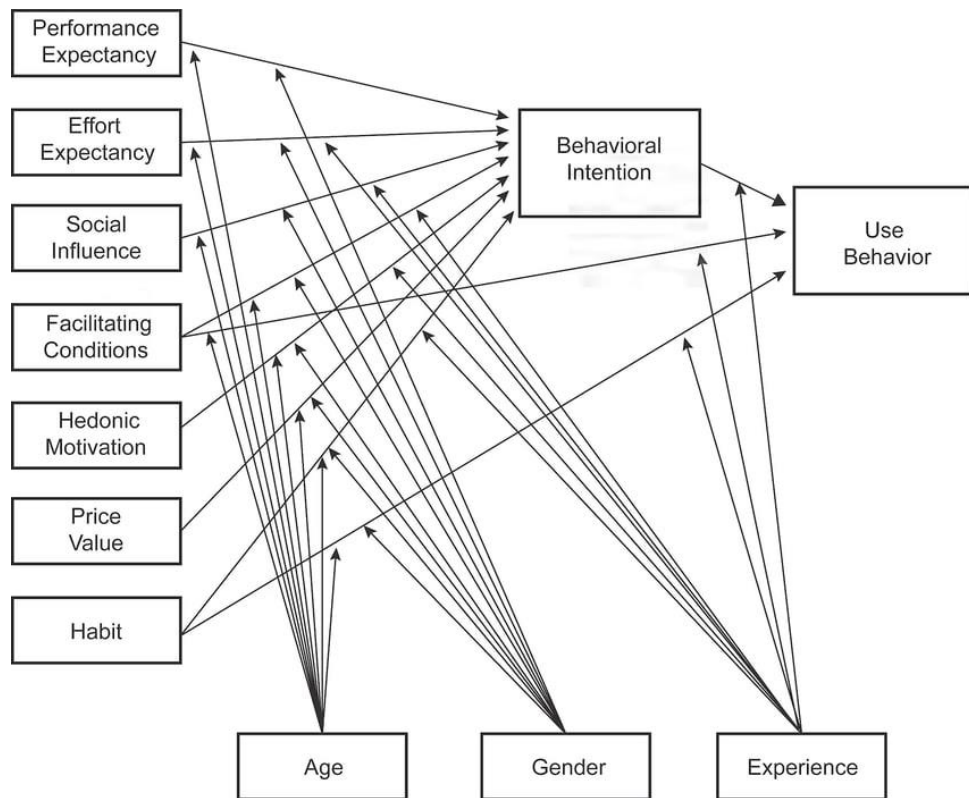 Performance
Expectancy
Effort
Expectancy
Social
Influence
Facilitating
Conditions
Hedonic
Motivation
Price
Value
Habit
Behavioral
Intention
Use
Behavior
Age
Gender
Experience